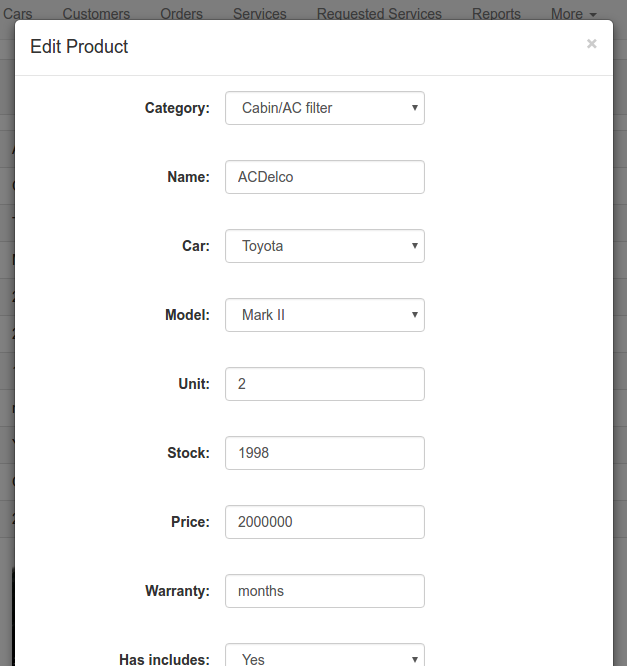 Cars Customers Orders Services Requested Services Reports More
Edit Product ×
Category: Cabin/AC filter
Name: ACDelco
Car: Toyota
Model: Mark II
Unit: 2
Stock: 1998
Price: 2000000
Warranty: months
Has includes: Yes